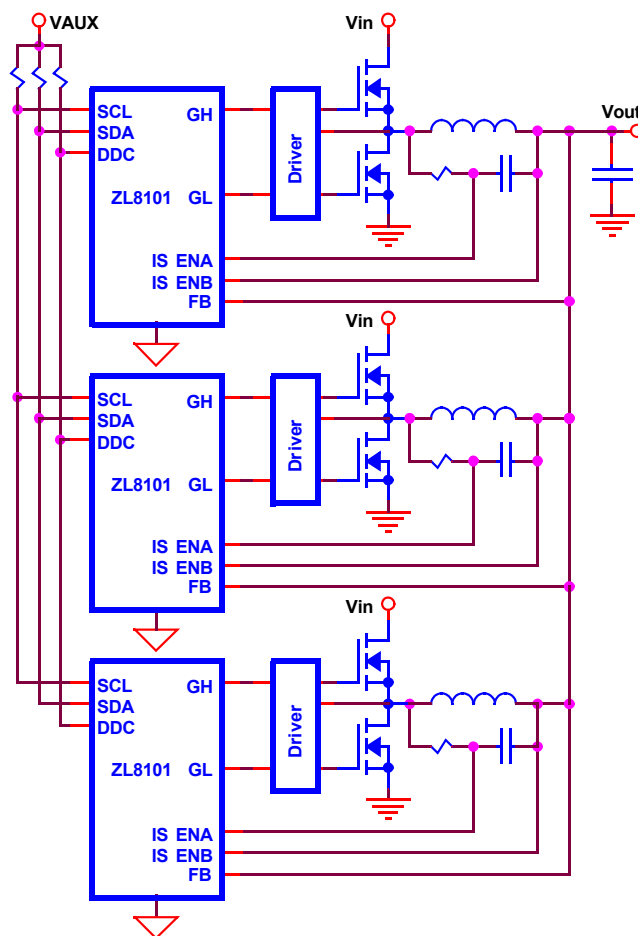 VAUX
Vin
SCL
GH
SDA
DDC
Driver
Vout
ZL8101
GL
IS ENA
IS ENB
FB
Vin
SCL
GH
SDA
DDC
Driver
ZL8101
GL
IS ENA
IS ENB
FB
Vin
SCL
GH
SDA
DDC
Driver
ZL8101
GL
IS ENA
IS ENB
FB